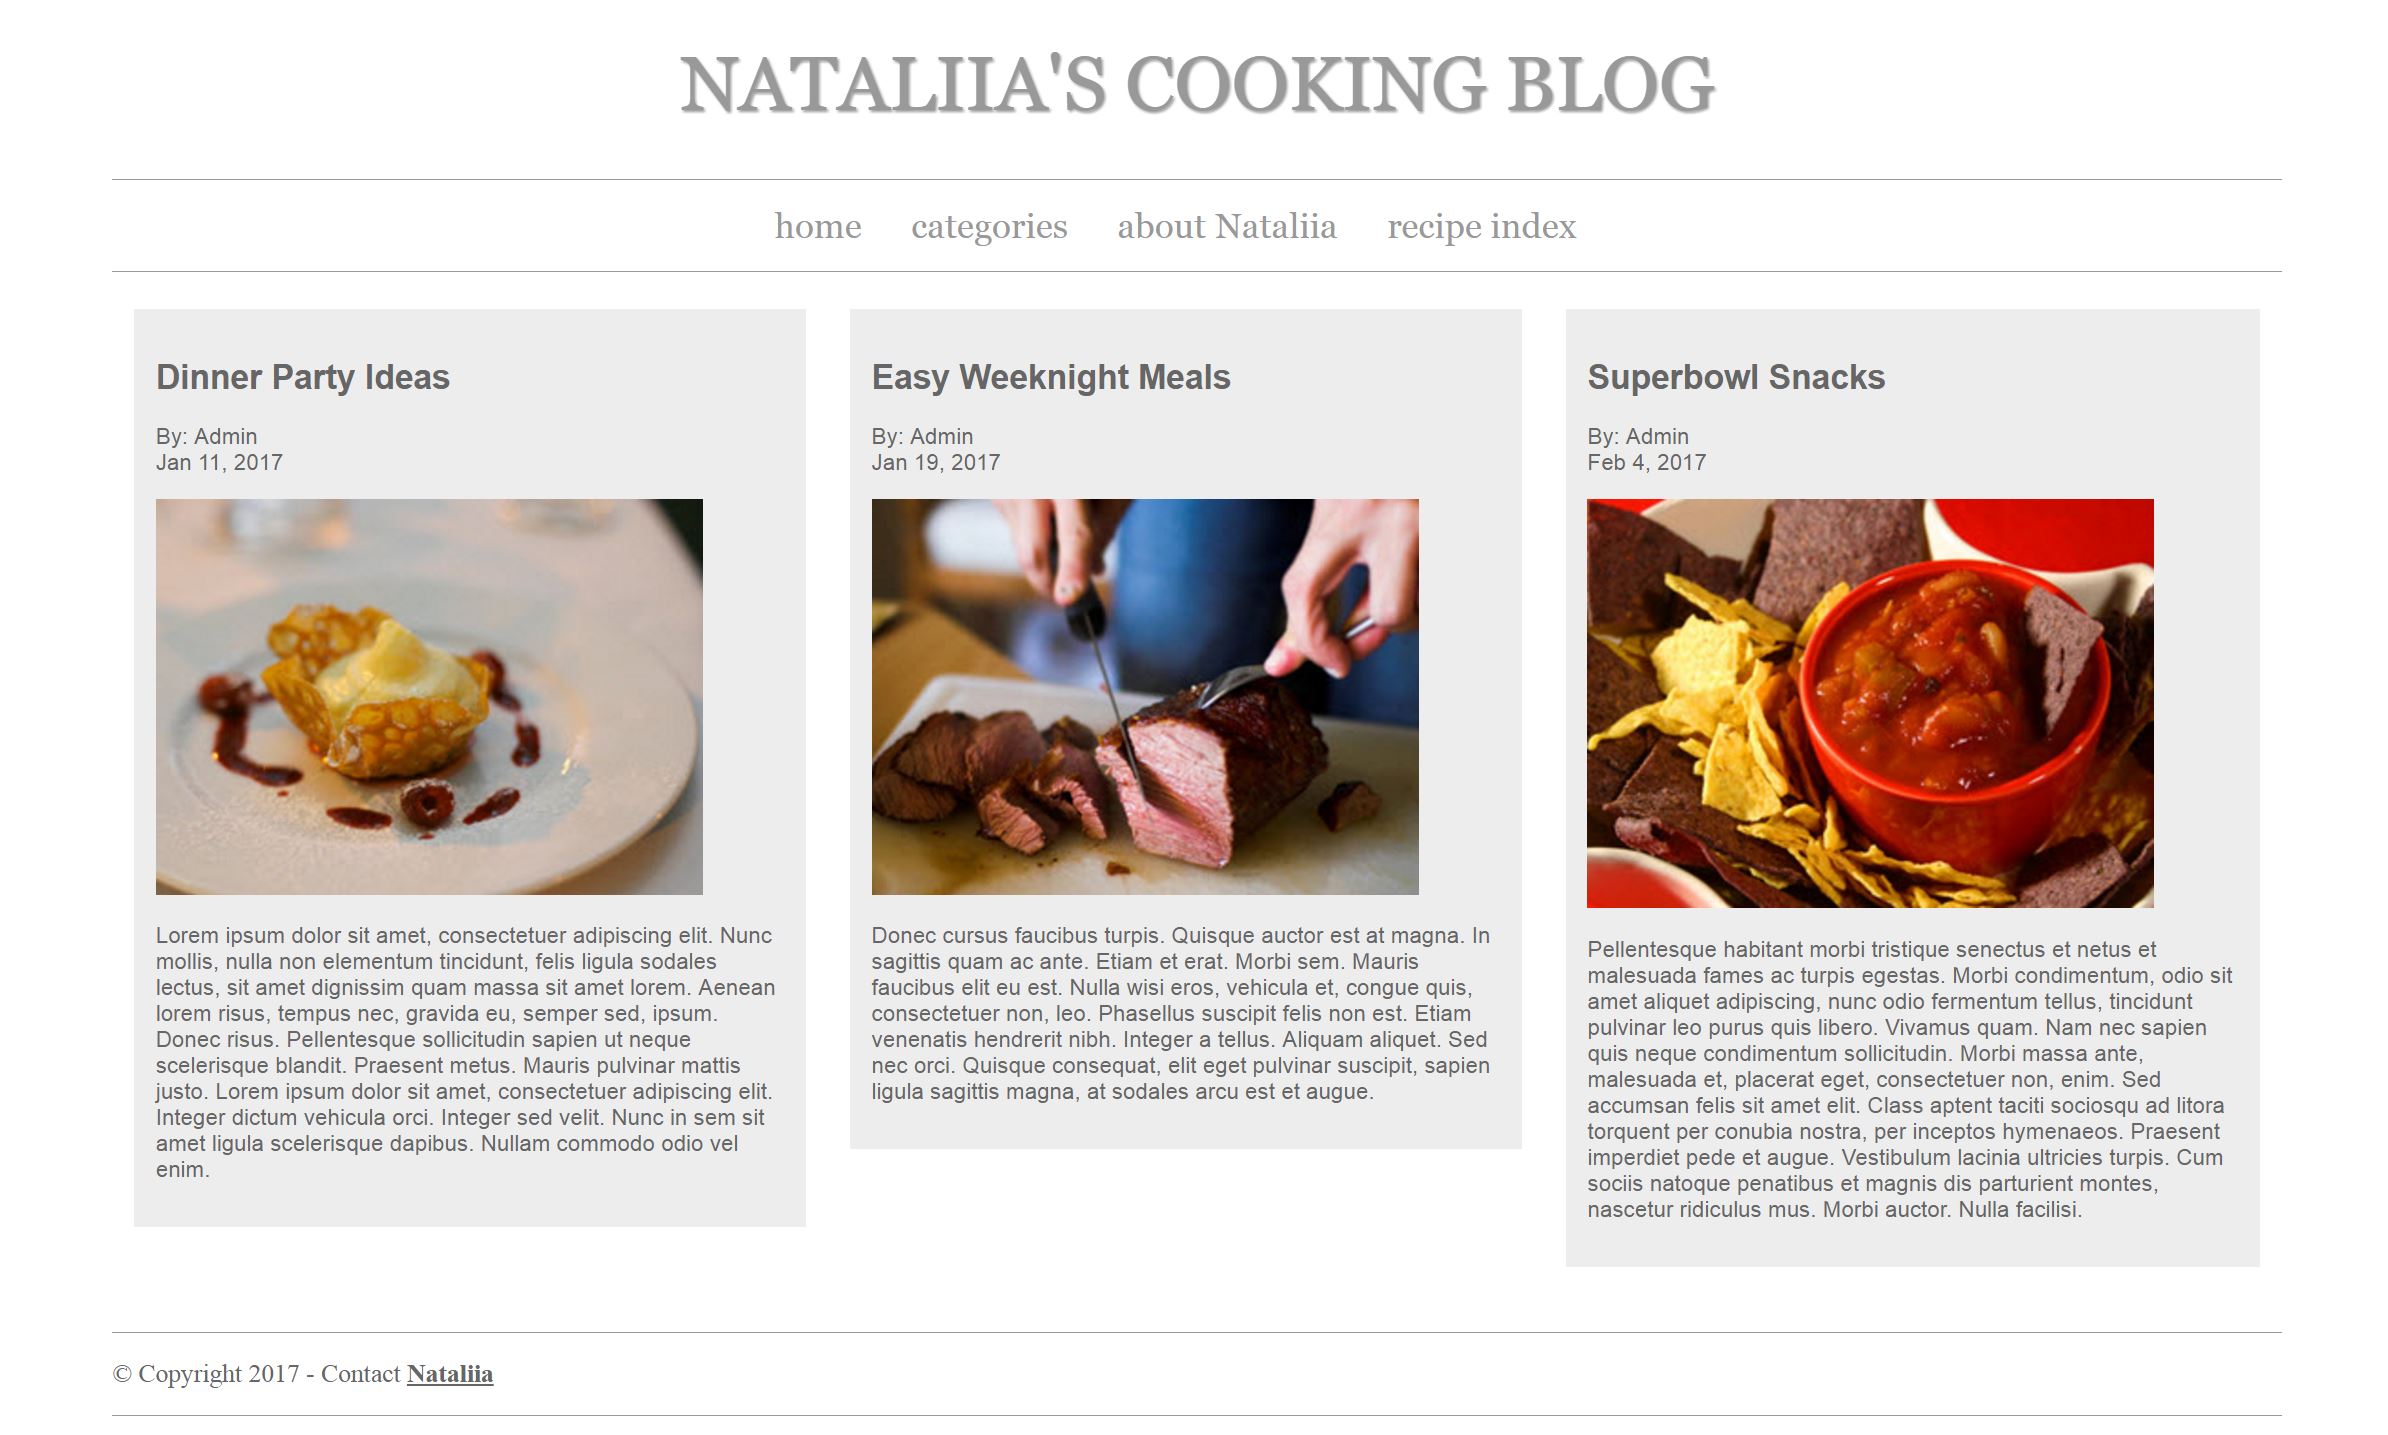 NATALIIA'S COOKING BLOG
home categories about Nataliia recipe index
Dinner Party Ideas
By: Admin
Jan 11, 2017
Lorem ipsum dolor sit amet, consectetuer adipiscing elit. Nunc
mollis, nulla non elementum tincidunt, felis ligula sodales
lectus, sit amet dignissim quam massa sit amet lorem. Aenean
lorem risus, tempus nec, gravida eu, semper sed, ipsum.
Donec risus. Pellentesque sollicitudin sapien ut neque
scelerisque blandit. Praesent metus. Mauris pulvinar mattis
justo. Lorem ipsum dolor sit amet, consectetuer adipiscing elit.
Integer dictum vehicula orci. Integer sed velit. Nunc in sem sit
amet ligula scelerisque dapibus. Nullam commodo odio vel
enim.
Easy Weeknight Meals
By: Admin
Jan 19, 2017
Donec cursus faucibus turpis. Quisque auctor est at magna. In
sagittis quam ac ante. Etiam et erat. Morbi sem. Mauris
faucibus elit eu est. Nulla wisi eros, vehicula et, congue quis,
consectetuer non, leo. Phasellus suscipit felis non est. Etiam
venenatis hendrerit nibh. Integer a tellus. Aliquam aliquet. Sed
nec orci. Quisque consequat, elit eget pulvinar suscipit, sapien
ligula sagittis magna, at sodales arcu est et augue.
Superbowl Snacks
By: Admin
Feb 4, 2017
Pellentesque habitant morbi tristique senectus et netus et
malesuada fames ac turpis egestas. Morbi condimentum, odio sit
amet aliquet adipiscing, nunc odio fermentum tellus, tincidunt
pulvinar leo purus quis libero. Vivamus quam. Nam nec sapien
quis neque condimentum sollicitudin. Morbi massa ante,
malesuada et, placerat eget, consectetuer non, enim. Sed
accumsan felis sit amet elit. Class aptent taciti sociosqu ad litora
torquent per conubia nostra, per inceptos hymenaeos. Praesent
imperdiet pede et augue. Vestibulum lacinia ultricies turpis. Cum
sociis natoque penatibus et magnis dis parturient montes,
nascetur ridiculus mus. Morbi auctor. Nulla facilisi.
© Copyright 2017 - Contact Nataliia